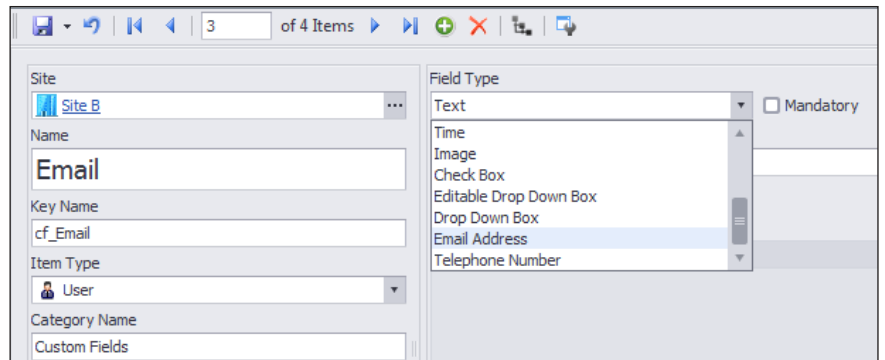 3 of 4 Items
Site
Site B
Name
Email
Key Name
cf_Email
Item Type
User
Category Name
Custom Fields
Field Type
Text
Mandatory
Time
Image
Check Box
Editable Drop Down Box
Drop Down Box
Email Address
Telephone Number